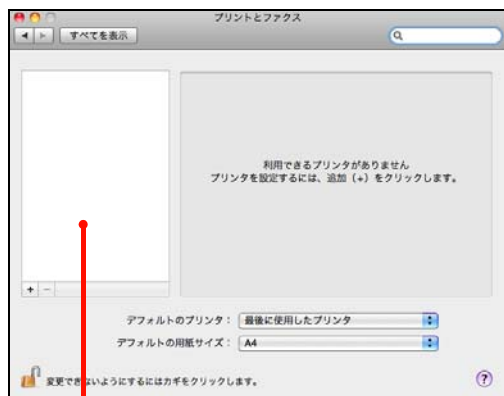 プリントとファクス
すべてを表示
利用できるプリンタがありません
プリンタを設定するには、追加（+）をクリックします。
+ −
デフォルトのプリンタ： 最後に使用したプリンタ
デフォルトの用紙サイズ： A4
変更できないようにするにはカギをクリックします。
?